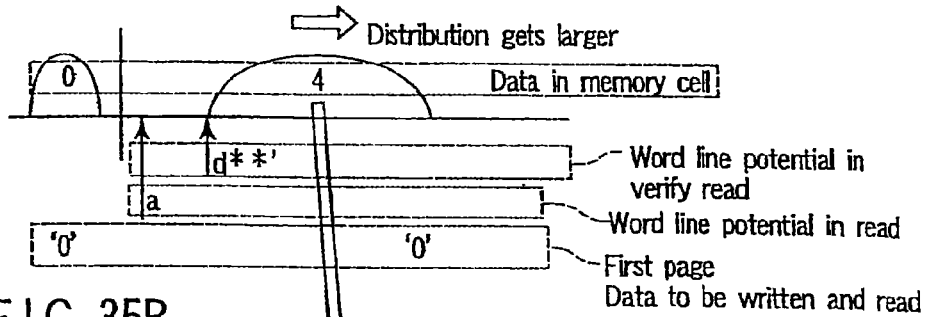 Distribution gets larger
0 4 Data in memory cell
d**'
Word line potential in
verify read
a
Word line potential in read
'0' '0'
First page
Data to be written and read